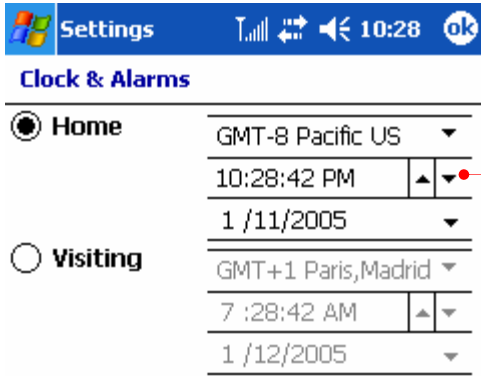 Settings 10:28 ok
Clock & Alarms
Home GMT-8 Pacific US
10:28:42 PM
1 /11/2005
Visiting GMT+1 Paris,Madrid
7 :28:42 AM
1 /12/2005